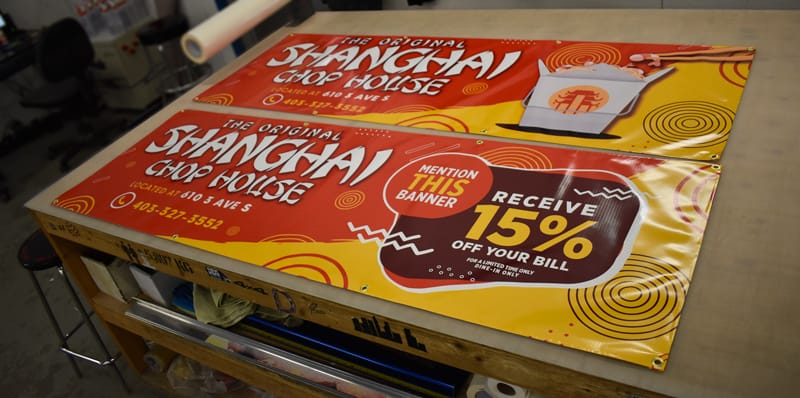 THE ORIGINAL
SHANGHAI
CHOP HOUSE
LOCATED AT 610 S AVE S
403-327-3552
THE ORIGINAL
SHANGHAI
CHOP HOUSE
LOCATED AT 610 S AVE S
403-327-3552
MENTION
THIS
BANNER
RECEIVE
15%
OFF YOUR BILL
FOR A LIMITED TIME ONLY
DINE-IN ONLY